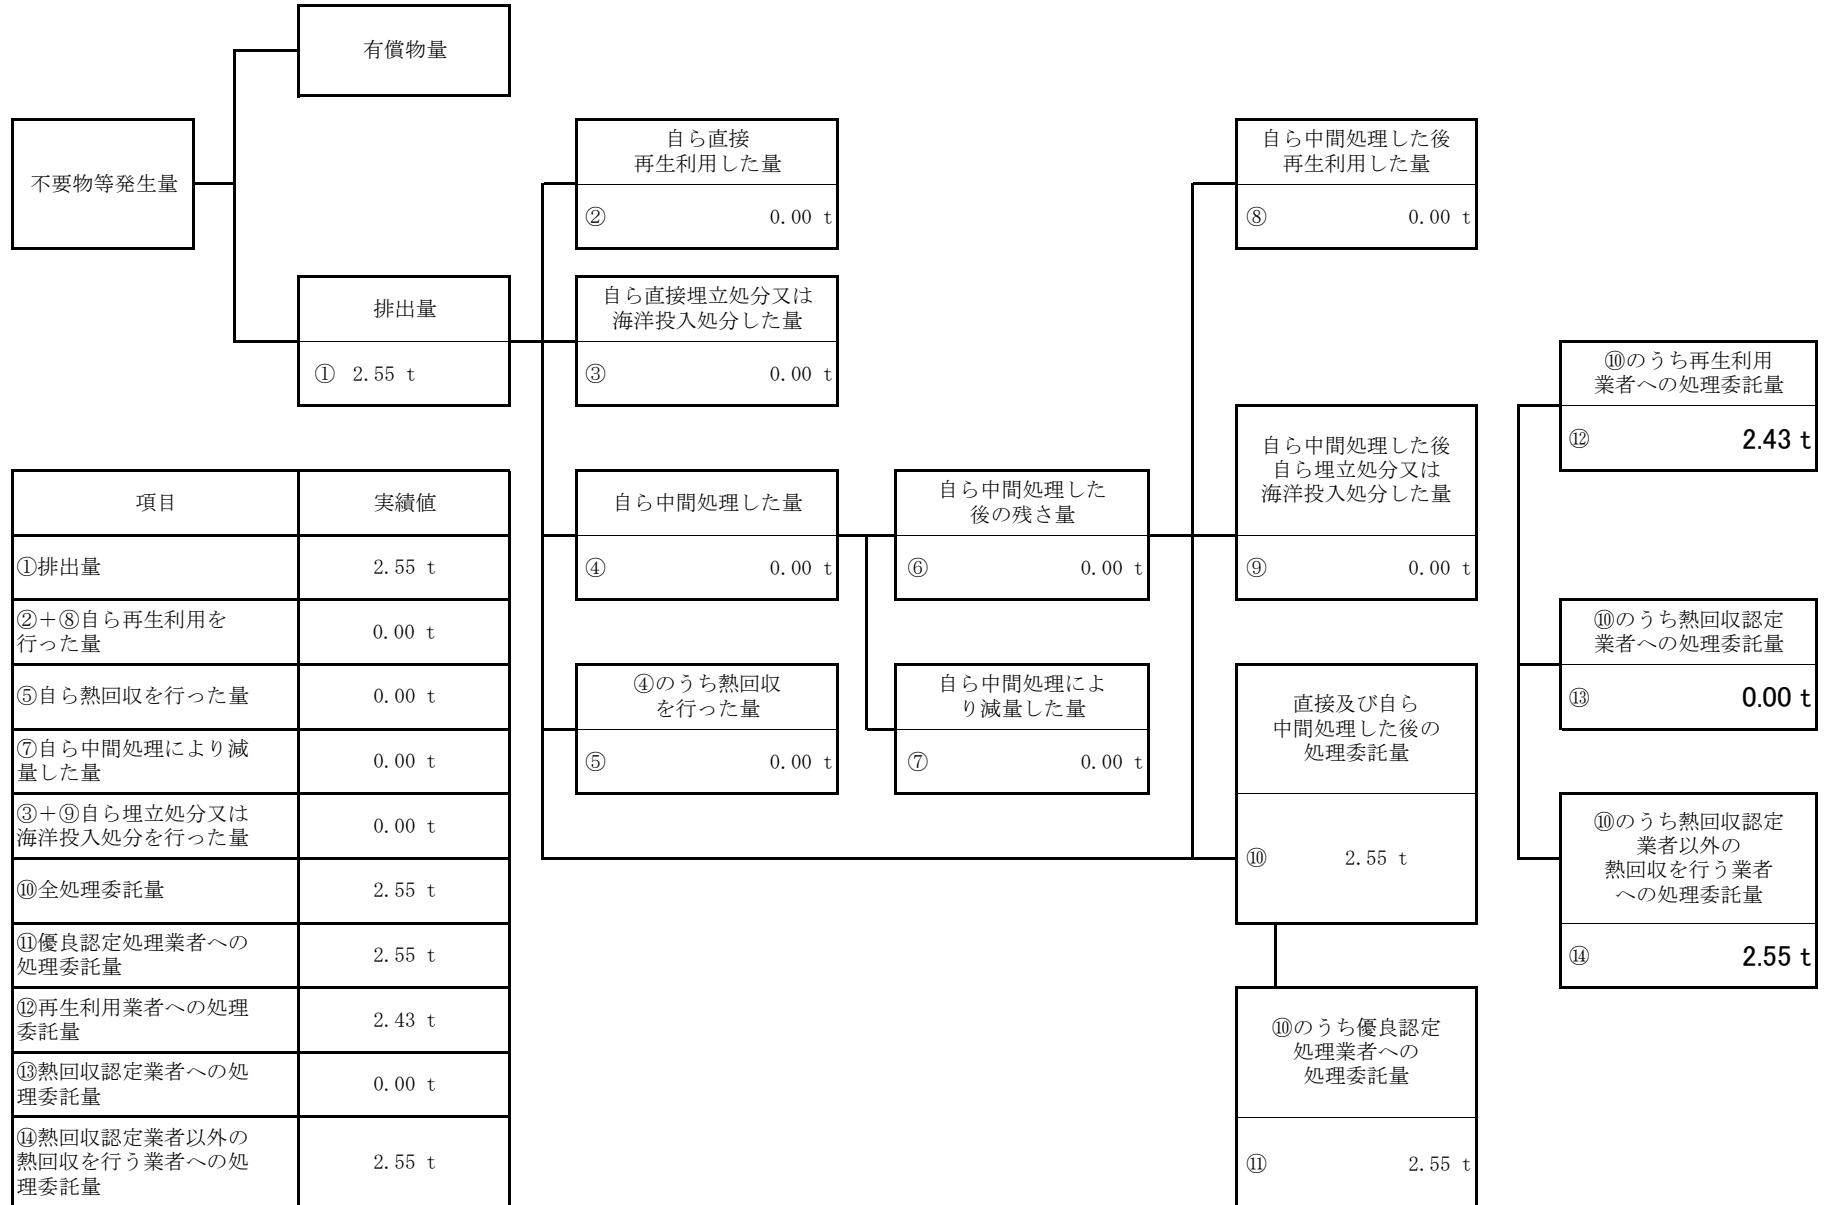 有償物量
不要物等発生量
排出量
① 2.55 t
自ら直接
再生利用した量
② 0.00 t
自ら直接埋立処分又は
海洋投入処分した量
③ 0.00 t
自ら中間処理した量
④ 0.00 t
④のうち熱回収
を行った量
⑤ 0.00 t
自ら中間処理した
後の残さ量
⑥ 0.00 t
自ら中間処理によ
り減量した量
⑦ 0.00 t
自ら中間処理した後
再生利用した量
⑧ 0.00 t
自ら中間処理した後
自ら埋立処分又は
海洋投入処分した量
⑨ 0.00 t
直接及び自ら
中間処理した後の
処理委託量
⑩ 2.55 t
⑩のうち優良認定
処理業者への
処理委託量
⑪ 2.55 t
⑩のうち再生利用
業者への処理委託量
⑫ 2.43 t
⑩のうち熱回収認定
業者への処理委託量
⑬ 0.00 t
⑩のうち熱回収認定
業者以外の
熱回収を行う業者
への処理委託量
⑭ 2.55 t
項目 実績値
①排出量 2.55 t
②＋⑧自ら再生利用を
行った量 0.00 t
⑤自ら熱回収を行った量 0.00 t
⑦自ら中間処理により減
量した量 0.00 t
③＋⑨自ら埋立処分又は
海洋投入処分を行った量 0.00 t
⑩全処理委託量 2.55 t
⑪優良認定処理業者への
処理委託量 2.55 t
⑫再生利用業者への処理
委託量 2.43 t
⑬熱回収認定業者への処
理委託量 0.00 t
⑭熱回収認定業者以外の
熱回収を行う業者への処
理委託量 2.55 t